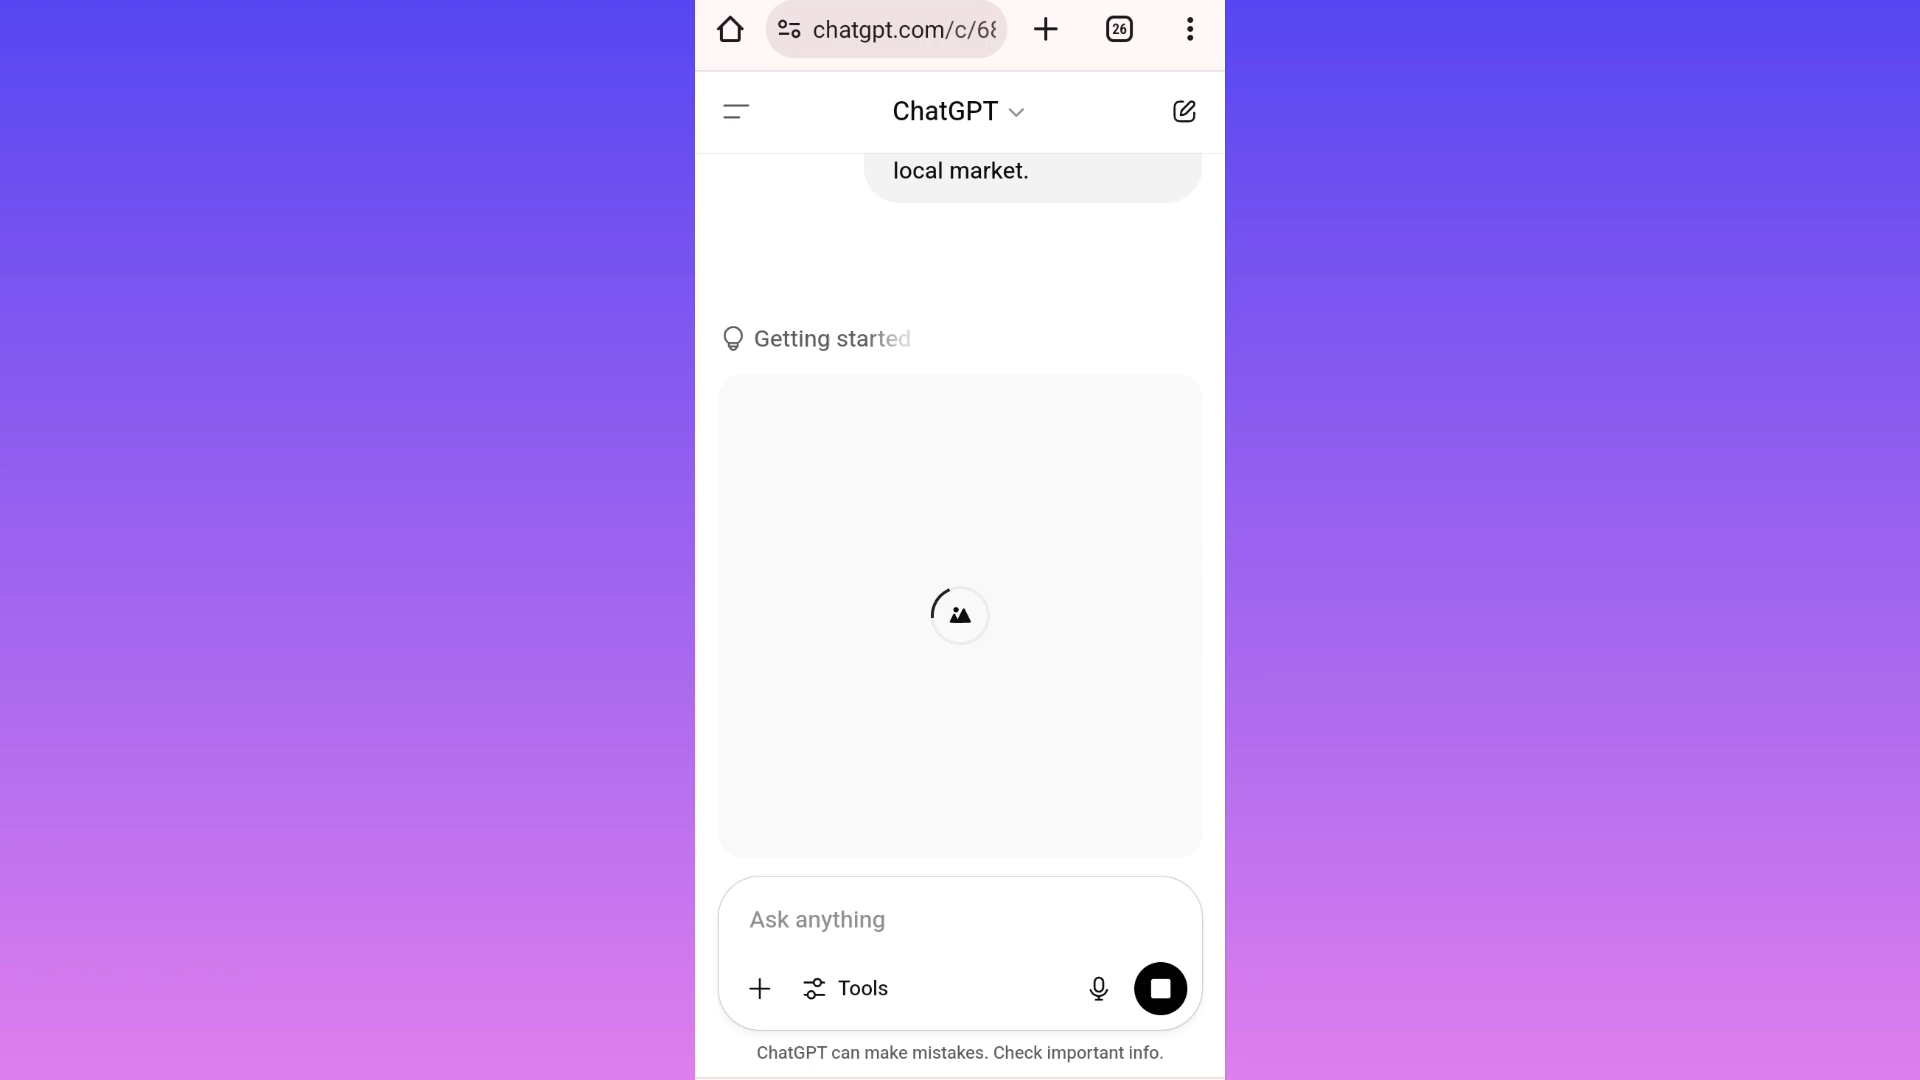 chatgpt.com/c/68
26
ChatGPT
local market.
Getting started
Ask anything
Tools
ChatGPT can make mistakes. Check important info.